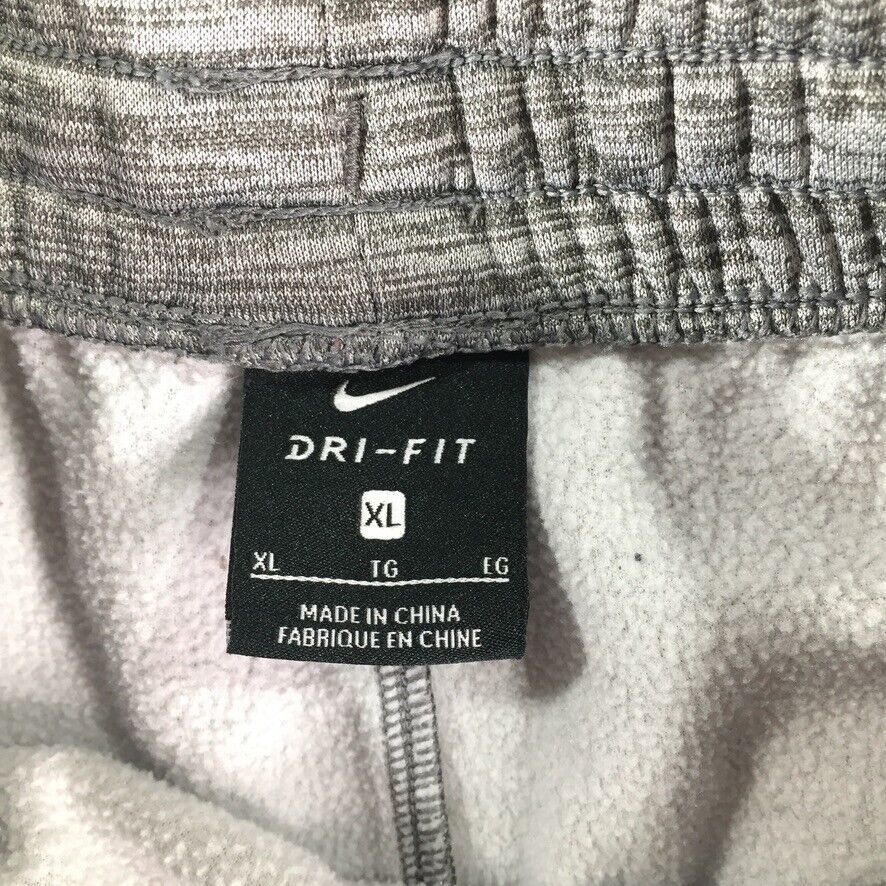 DRI-FIT
XL
XL TG EG
MADE IN CHINA
FABRIQUE EN CHINE